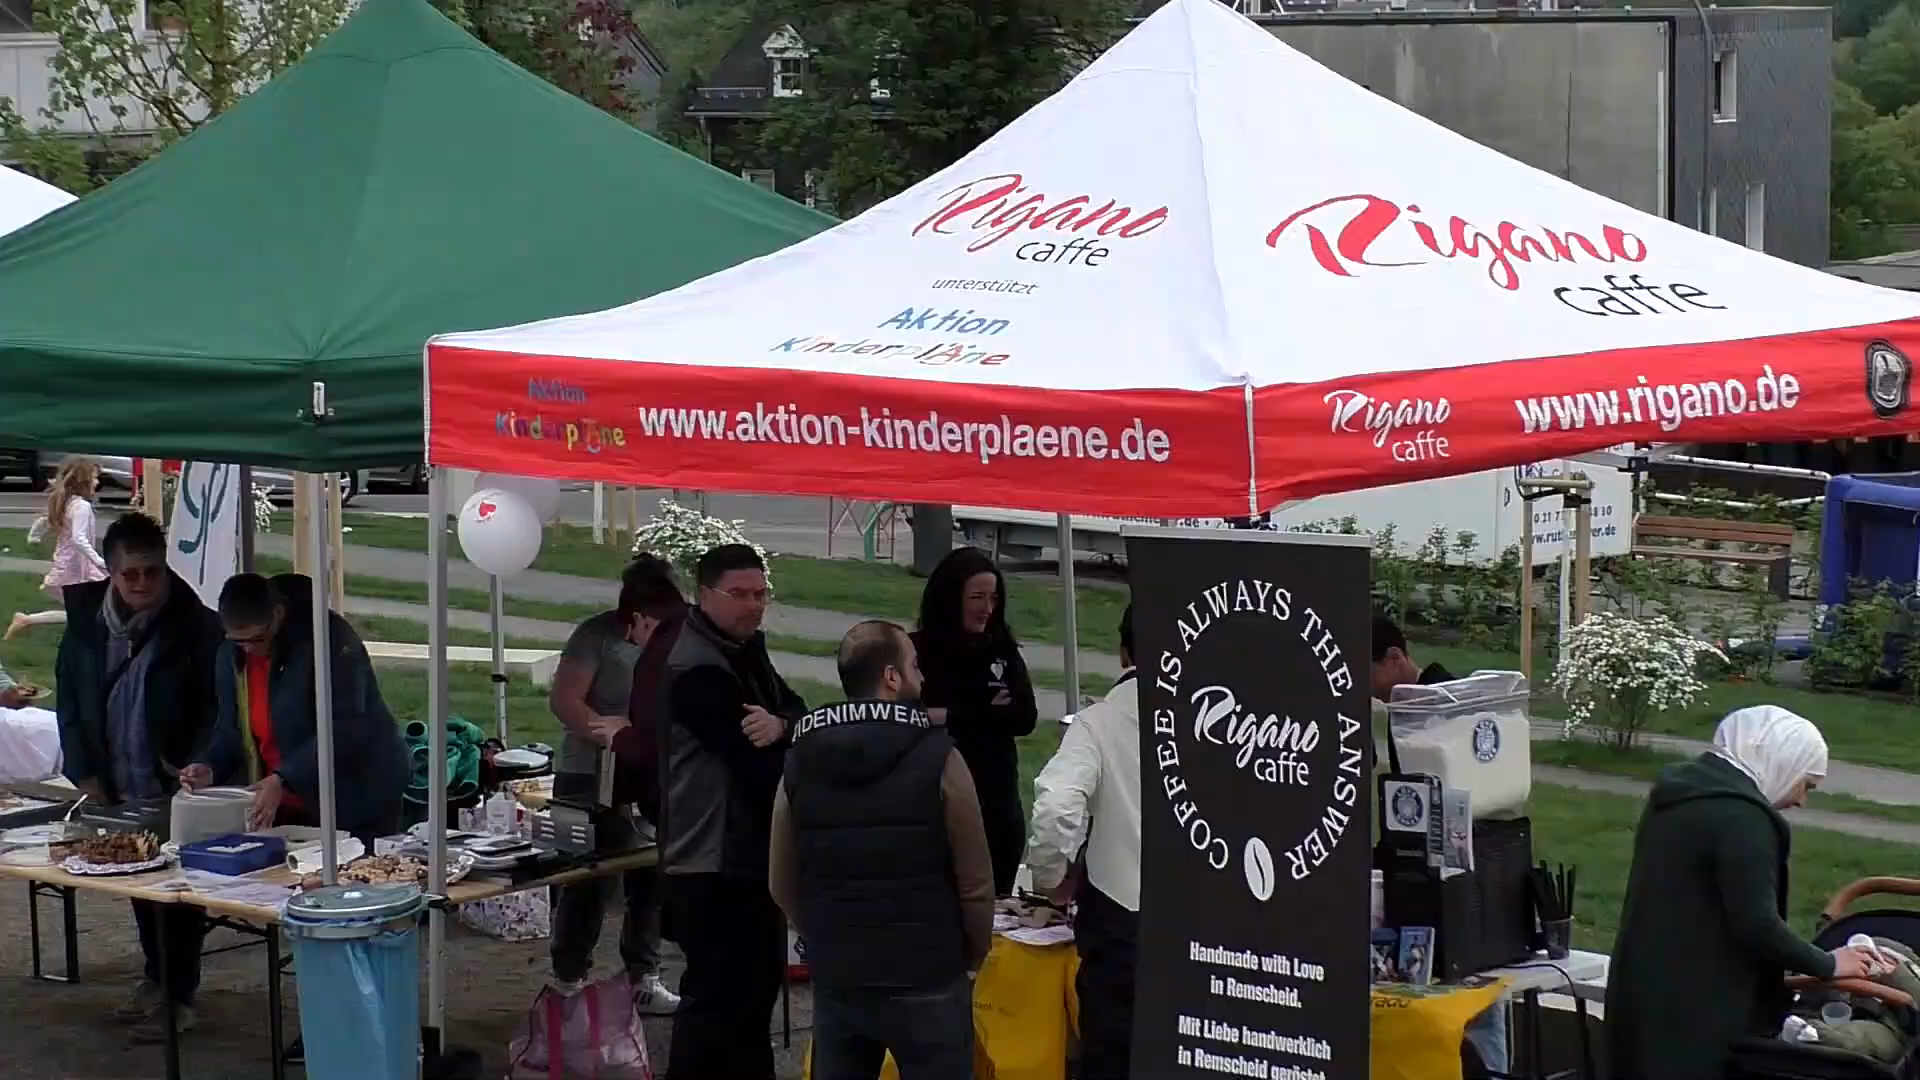 Rigano
caffe
unterstützt
Aktion
Kinderpläne
Rigano
caffe
Aktion
Kinderpläne
www.aktion-kinderplaene.de
Rigano
caffe
www.rigano.de
DENIMWEAR
COFFEE IS ALWAYS THE ANSWER
Rigano
caffe
Handmade with Love
in Remscheid.
Mit Liebe handwerklich
in Remscheid geröstet